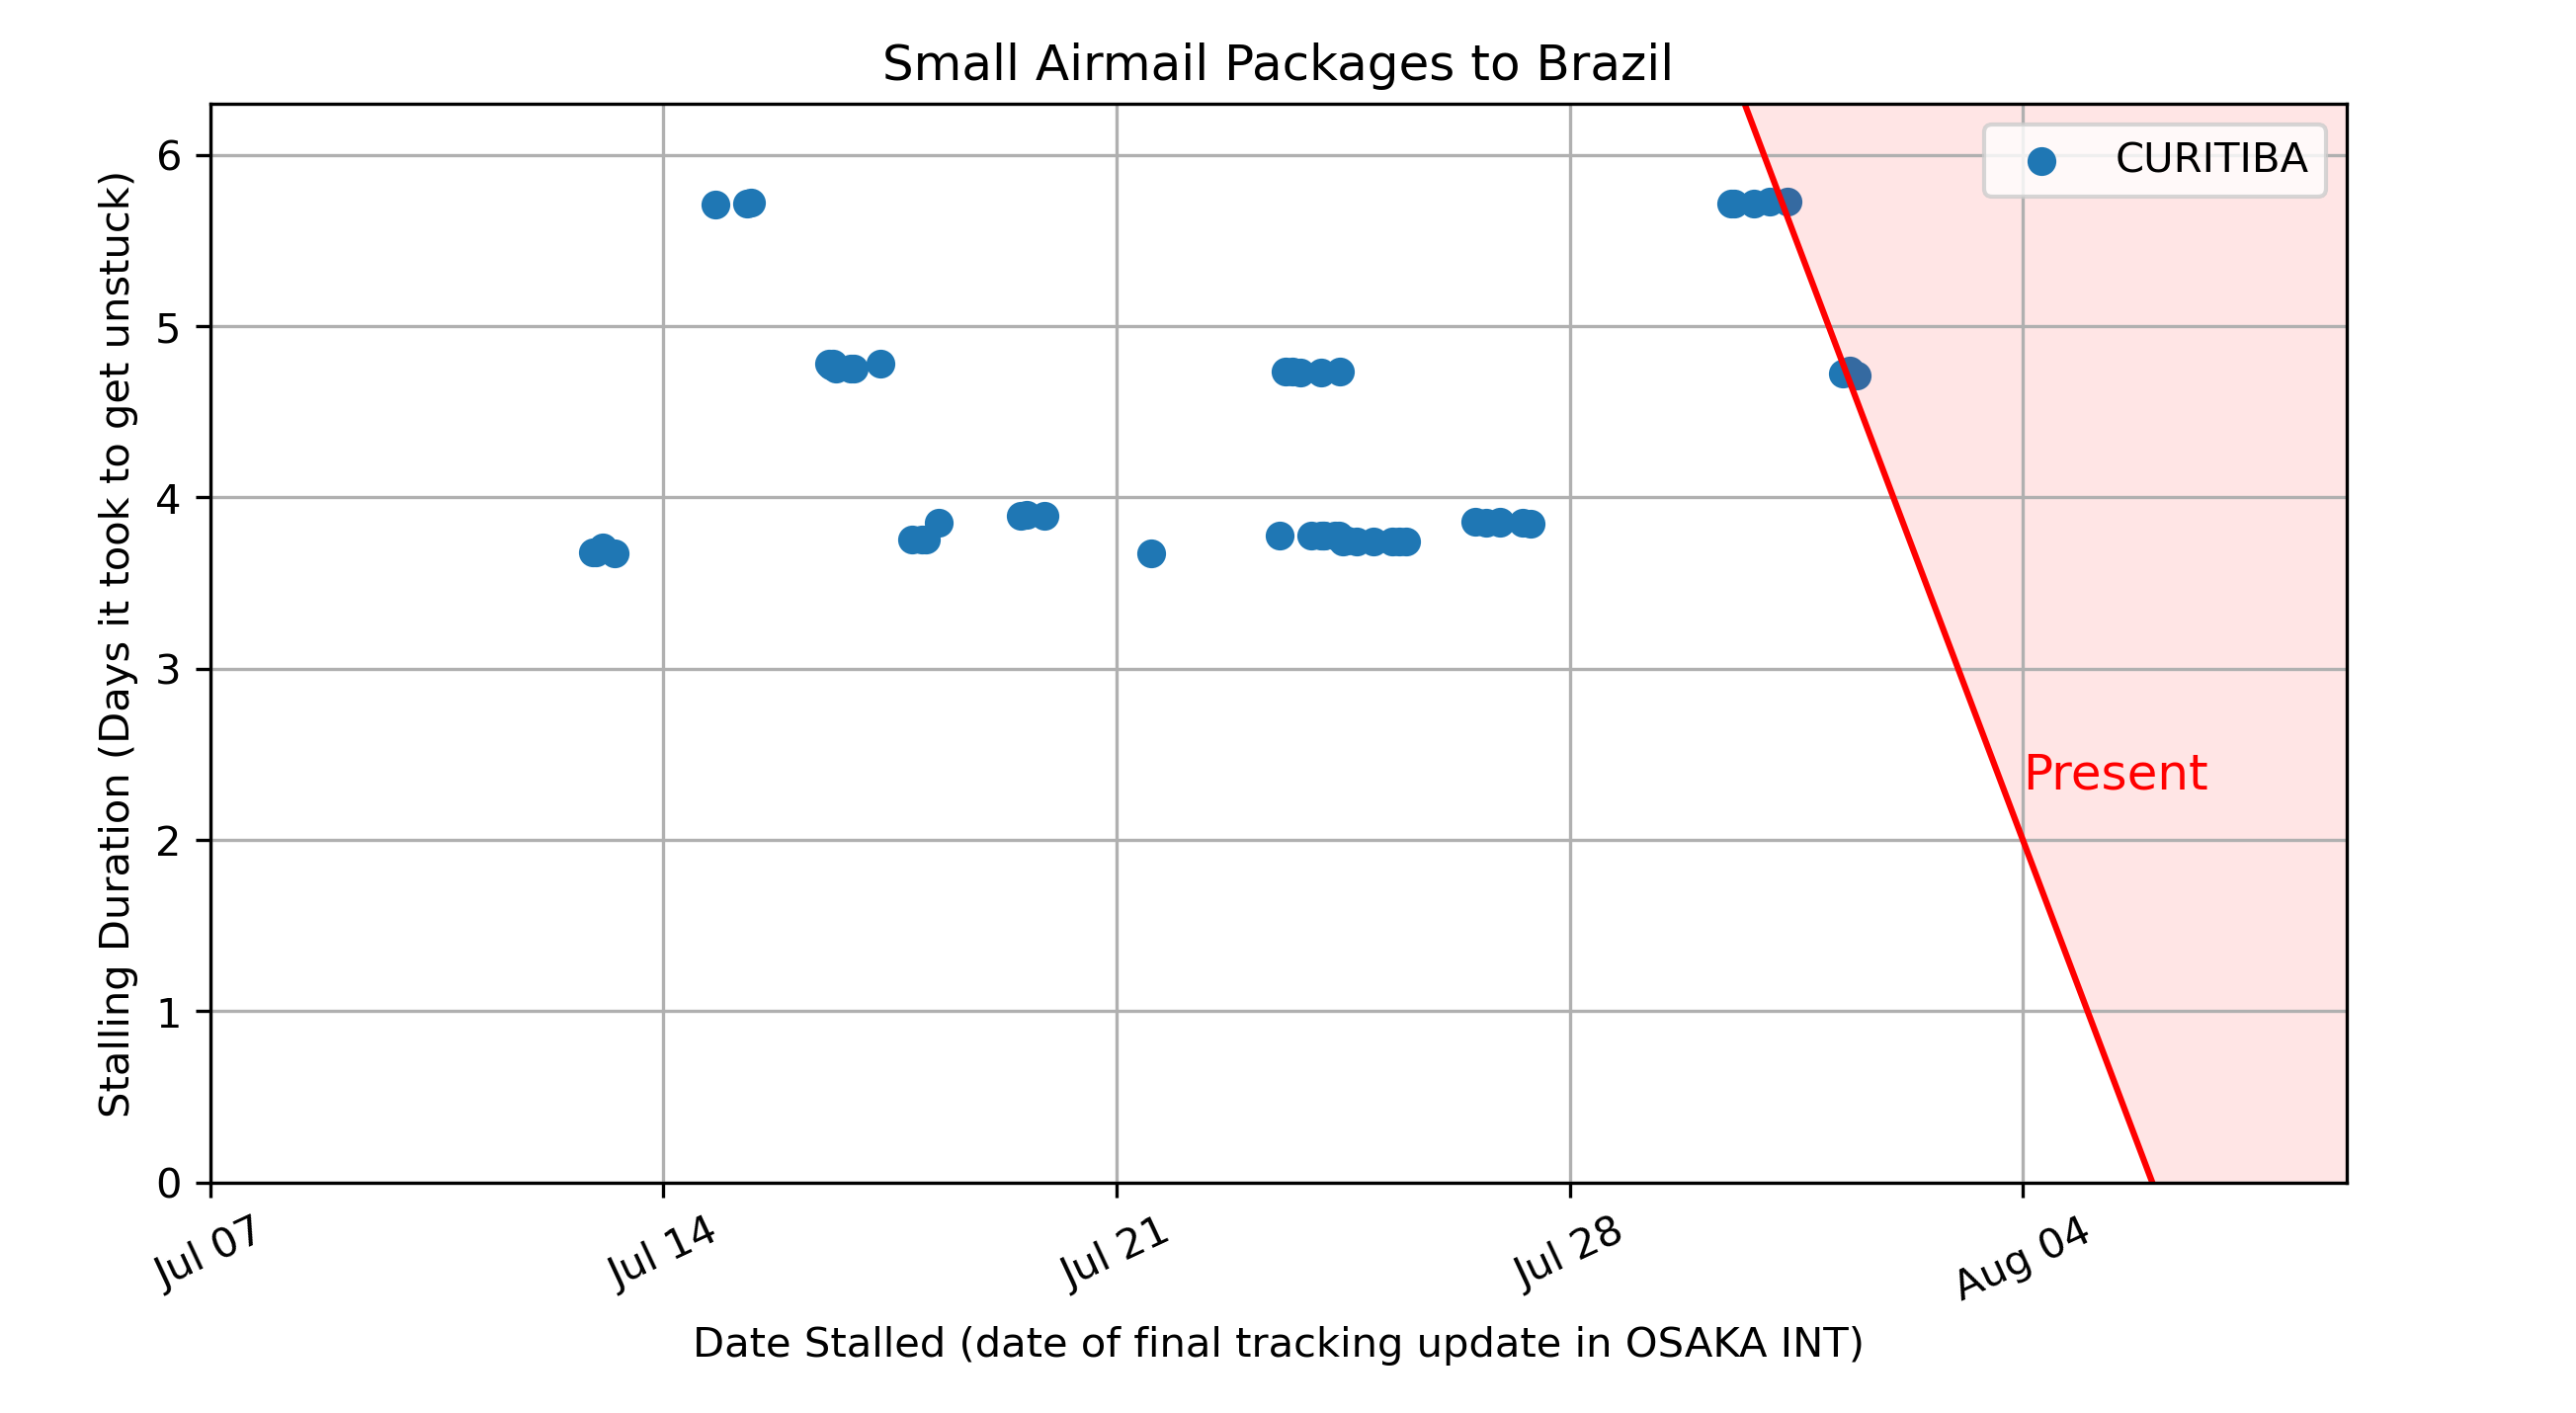 Small Airmail Packages to Brazil
Stalling Duration (Days it took to get unstuck)
6
5
4
3
2
1
0
CURITIBA
Present
Jul 07
Jul 14
Jul 21
Jul 28
Aug 04
Date Stalled (date of final tracking update in OSAKA INT)